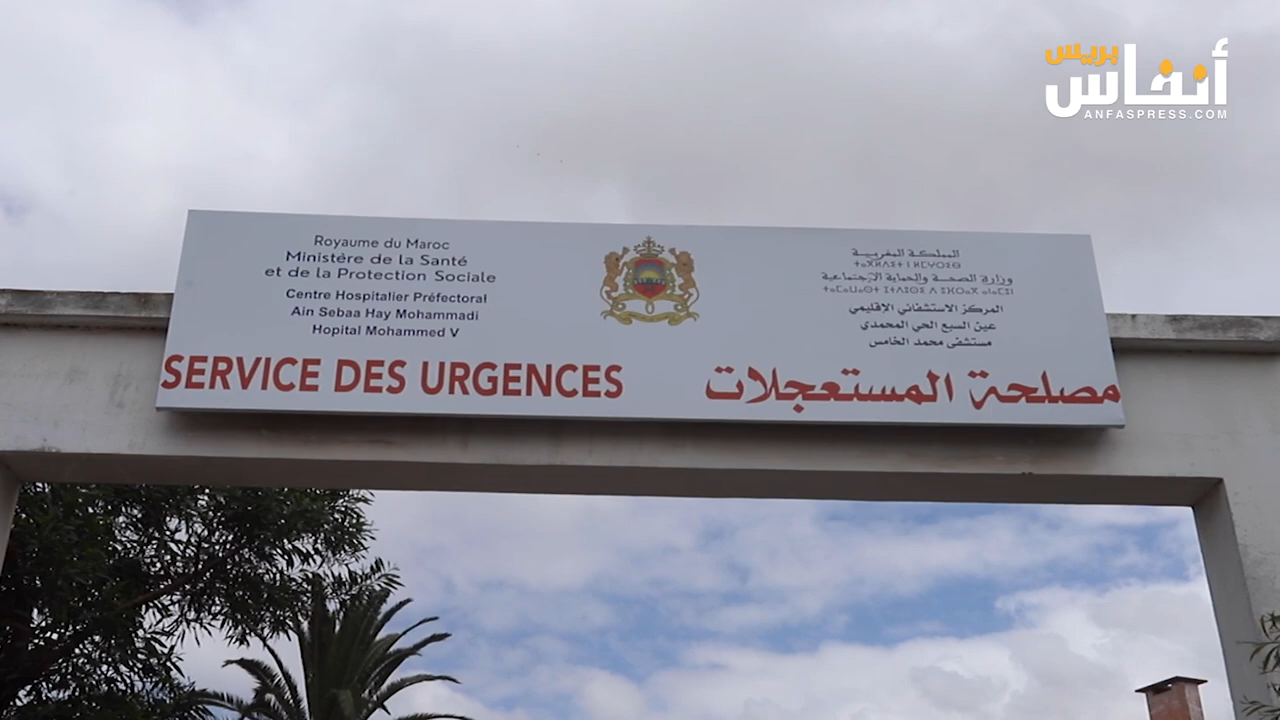 بريس
أنفاس
ANFASPRESS.COM
Royaume du Maroc
Ministère de la Santé
et de la Protection Sociale
Centre Hospitalier Préfectoral
Ain Sebaa Hay Mohammadi
Hopital Mohammed V
SERVICE DES URGENCES
المملكة المغربية
ⵜⴰⴳⵍⴷⵉⵜ ⵏ ⵍⵎⵖⵔⵉⴱ
وزارة الصحة والحماية الاجتماعية
المركز الاستشفائي الاقليمي
عين السبع الحي المحمدي
مستشفى محمد الخامس
مصلحة المستعجلات